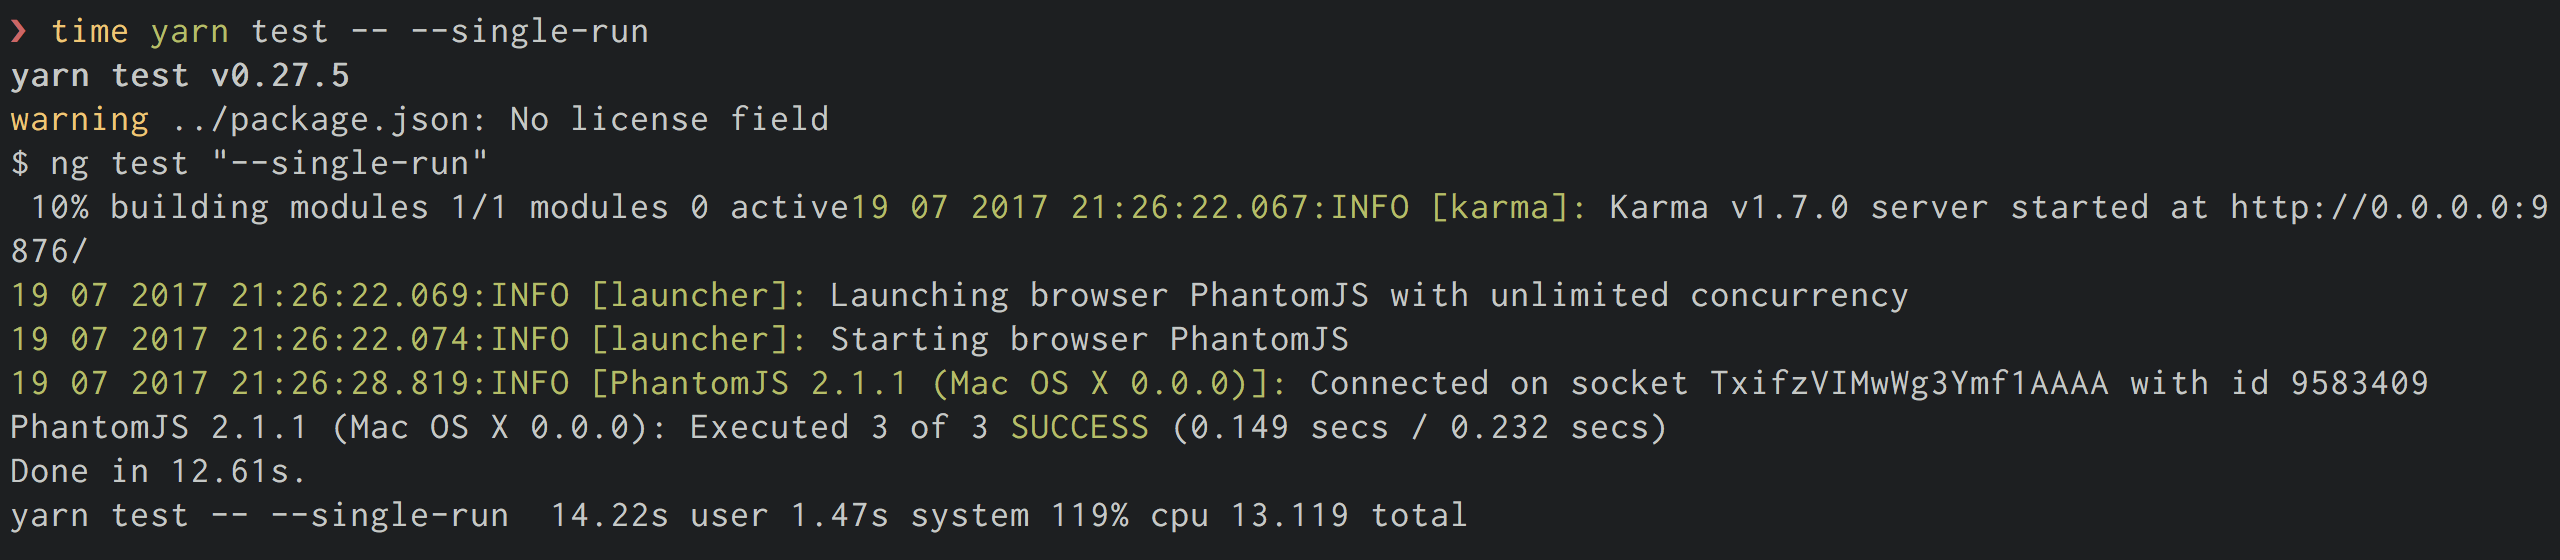 ❯ time yarn test -- --single-run
yarn test v0.27.5
warning ../package.json: No license field
$ ng test "--single-run"
 10% building modules 1/1 modules 0 active19 07 2017 21:26:22.067:INFO [karma]: Karma v1.7.0 server started at http://0.0.0.0:9
876/
19 07 2017 21:26:22.069:INFO [launcher]: Launching browser PhantomJS with unlimited concurrency
19 07 2017 21:26:22.074:INFO [launcher]: Starting browser PhantomJS
19 07 2017 21:26:28.819:INFO [PhantomJS 2.1.1 (Mac OS X 0.0.0)]: Connected on socket TxifzVIMwWg3Ymf1AAAA with id 9583409
PhantomJS 2.1.1 (Mac OS X 0.0.0): Executed 3 of 3 SUCCESS (0.149 secs / 0.232 secs)
Done in 12.61s.
yarn test -- --single-run  14.22s user 1.47s system 119% cpu 13.119 total